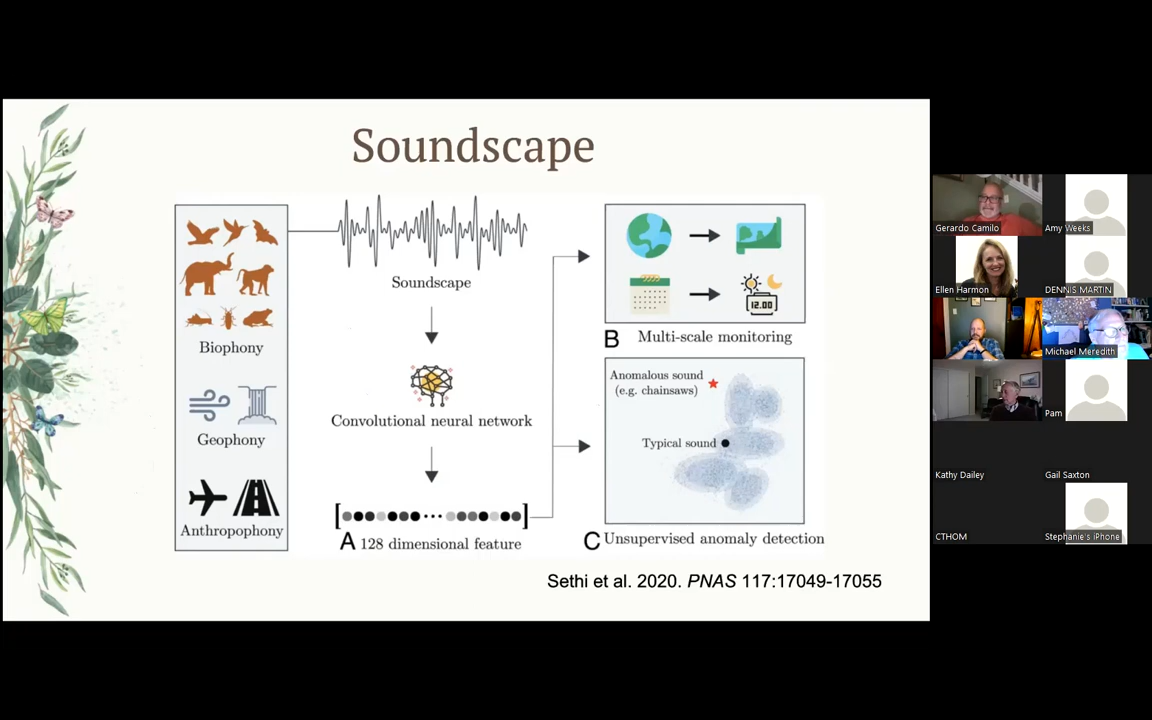 Soundscape
Biophony
Geophony
Anthropophony
Soundscape
Convolutional neural network
A 128 dimensional feature
12.00
B Multi-scale monitoring
Anomalous sound
(e.g. chainsaws)
Typical sound
C Unsupervised anomaly detection
Sethi et al. 2020. PNAS 117:17049-17055
Gerardo Camilo
Amy Weeks
Ellen Harmon
DENNIS MARTIN
Michael Meredith
Pam
Kathy Dailey
Gail Saxton
CTHOM
Stephanie's iPhone